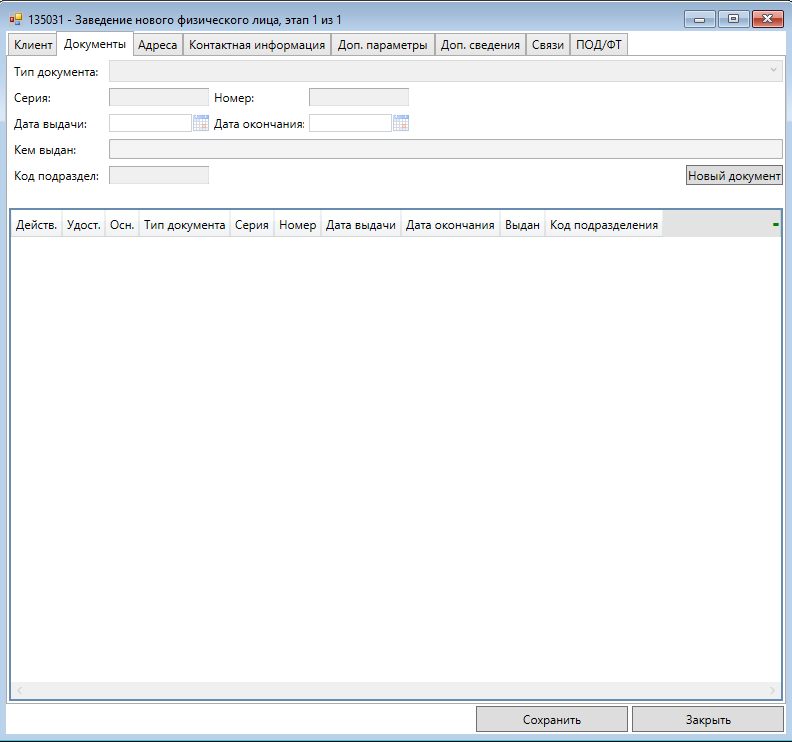 135031 - Заведение нового физического лица, этап 1 из 1
Клиент Документы Адреса Контактная информация Доп. параметры Доп. сведения Связи ПОД/ФТ
Тип документа:
Серия: Номер:
Дата выдачи: Дата окончания:
Кем выдан:
Код подраздел: Новый документ
Действ. Удост. Осн. Тип документа Серия Номер Дата выдачи Дата окончания Выдан Код подразделения
Сохранить Закрыть